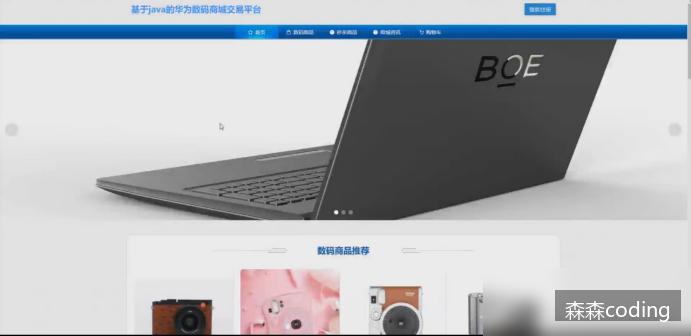 基于java的华为数码商城交易平台
登录/注册
首页
数码商品
秒杀商品
商城资讯
购物车
BOE
数码商品推荐
森森coding